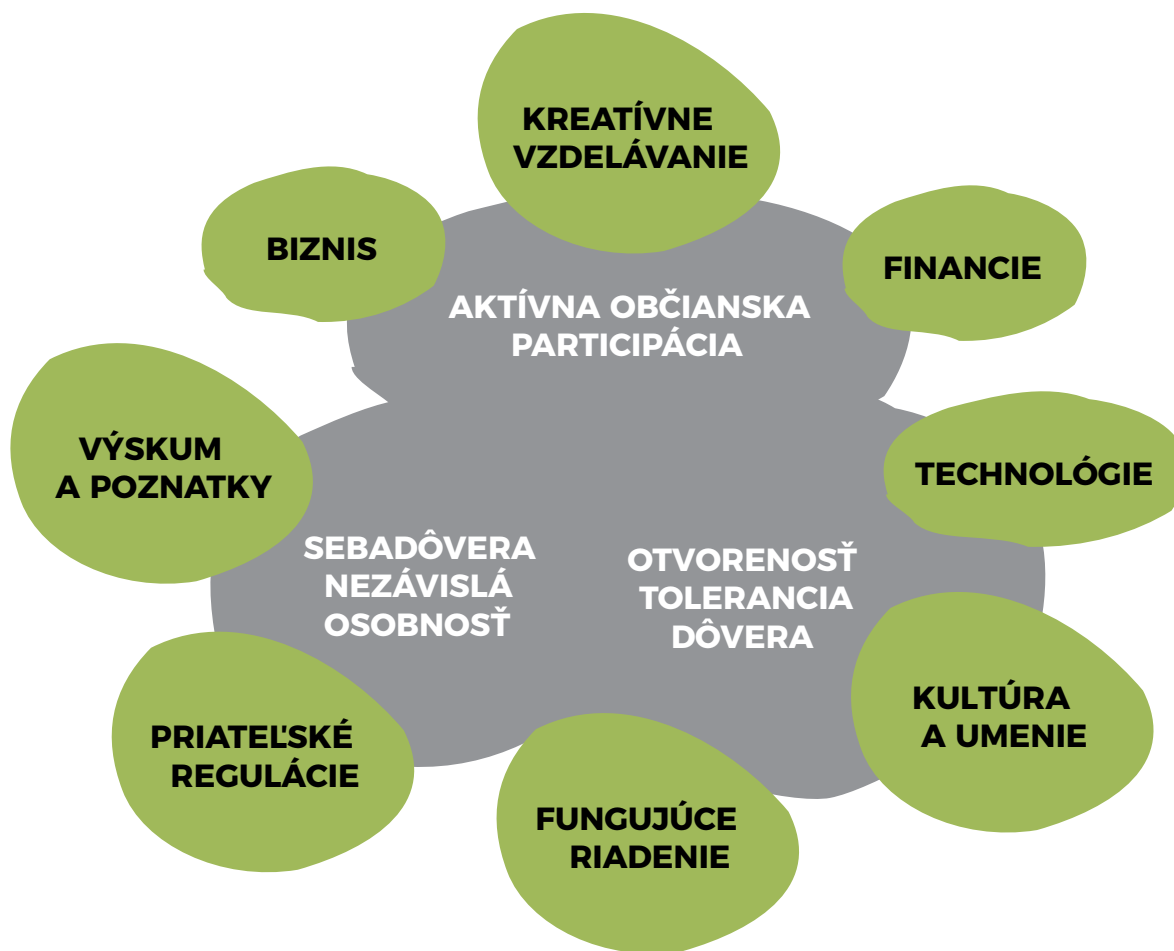 KREATÍVNE
VZDELÁVANIE
BIZNIS
FINANCIE
AKTÍVNA OBČIANSKA
PARTICIPÁCIA
VÝSKUM
A POZNATKY
TECHNOLÓGIE
SEBADÔVERA
NEZÁVISLÁ
OSOBNOSŤ
OTVORENOSŤ
TOLERANCIA
DÔVERA
KULTÚRA
A UMENIE
PRIATEĽSKÉ
REGULÁCIE
FUNGUJÚCE
RIADENIE